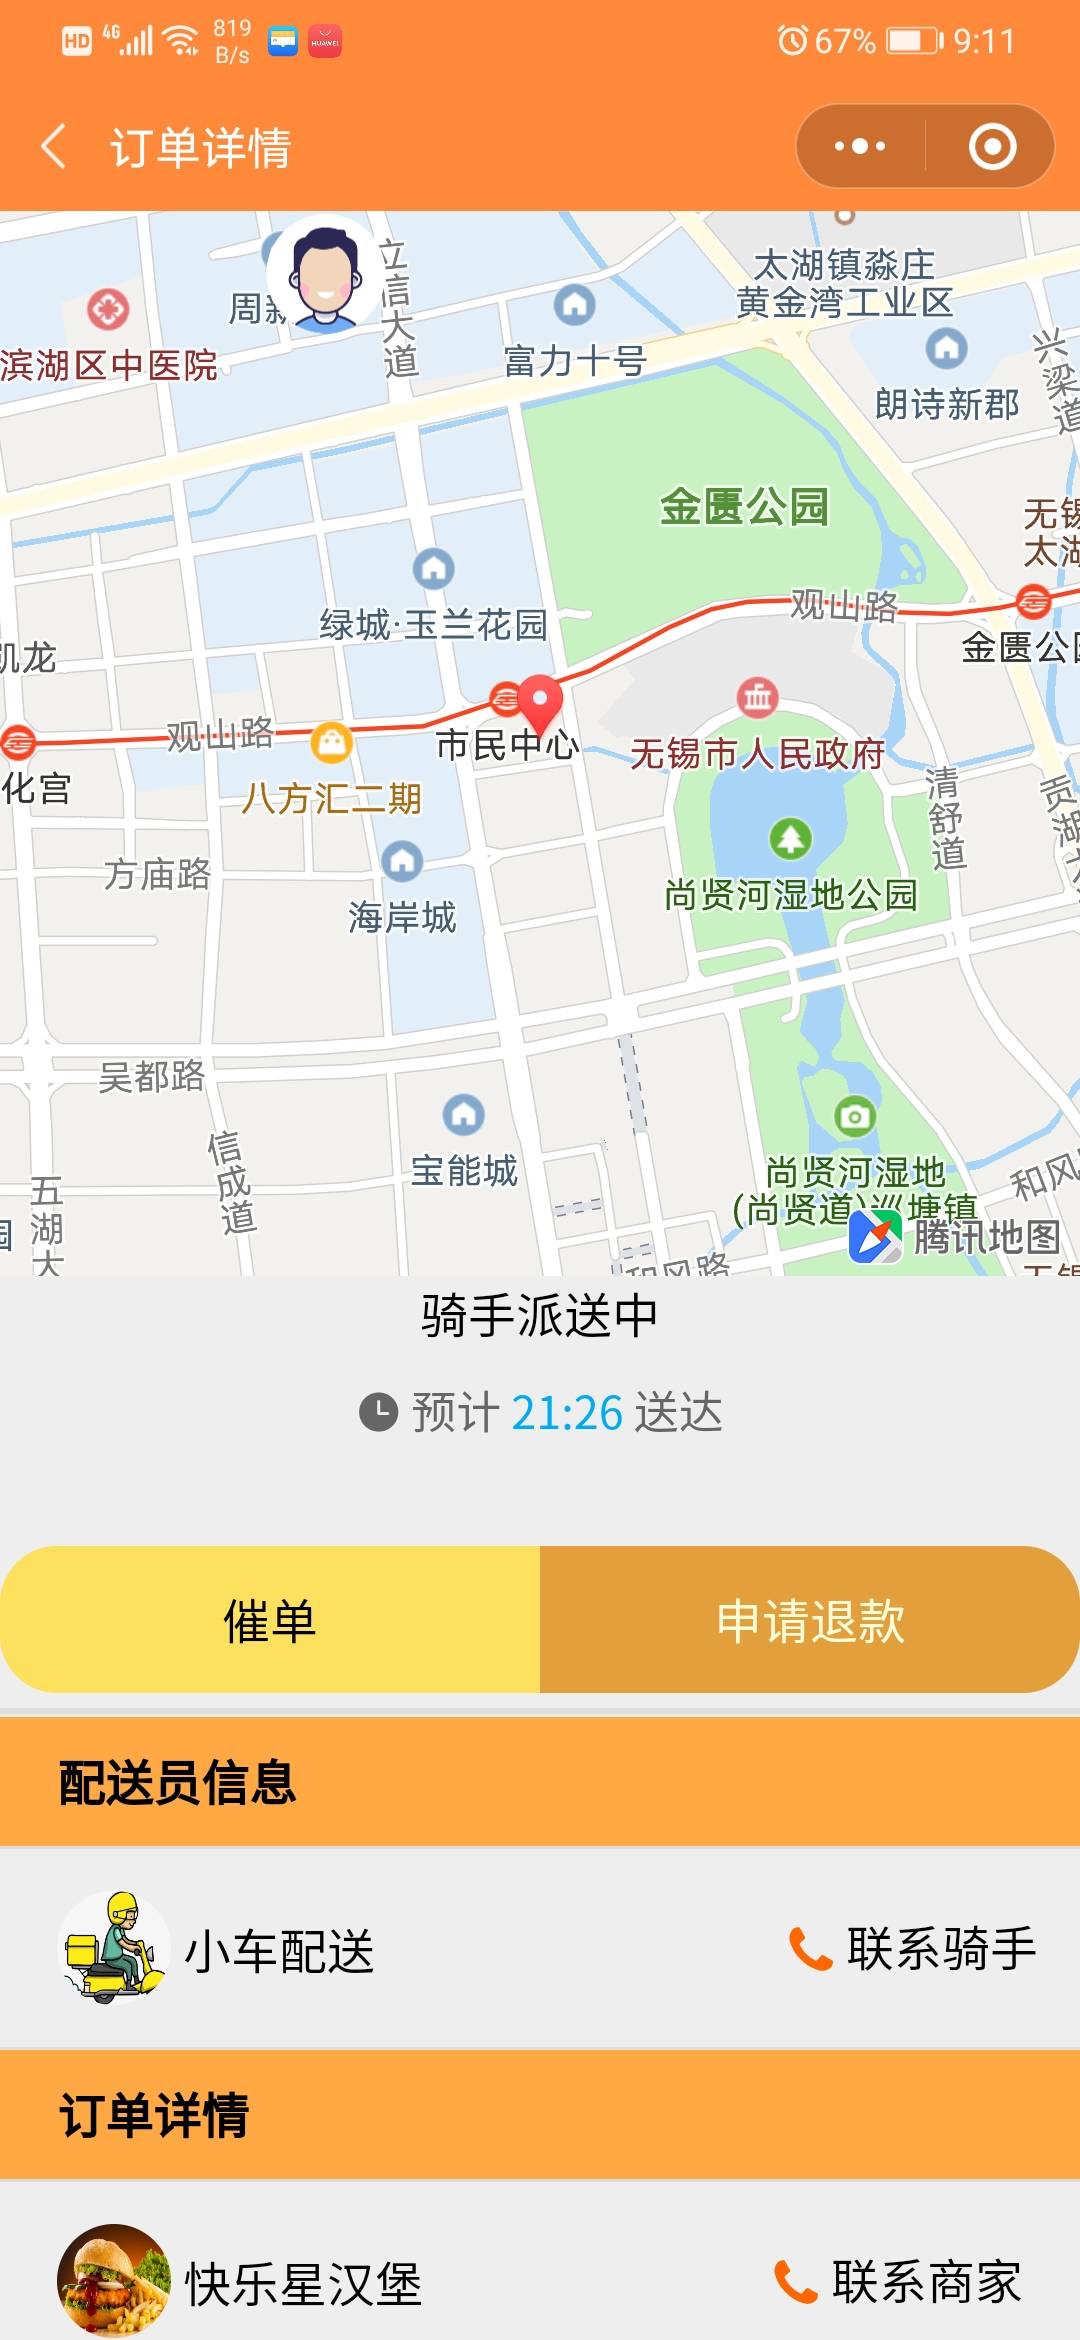 HD 4G 819 B/s HUAWEI 67% 9:11
订单详情
太湖镇淼庄
黄金湾工业区
立信大道
周新
滨湖区中医院
富力十号
朗诗新郡
兴梁道
金匮公园
无锡
太湖
绿城·玉兰花园
观山路
凯龙
金匮公园
观山路
市民中心
无锡市人民政府
化宫
八方汇二期
清舒道
贡湖大
方庙路
尚贤河湿地公园
海岸城
吴都路
信成道
宝能城
尚贤河湿地
(尚贤道)巡塘镇
和风
五湖大
腾讯地图
和风路
无锡
骑手派送中
预计 21:26 送达
催单
申请退款
配送员信息
小车配送
联系骑手
订单详情
快乐星汉堡
联系商家